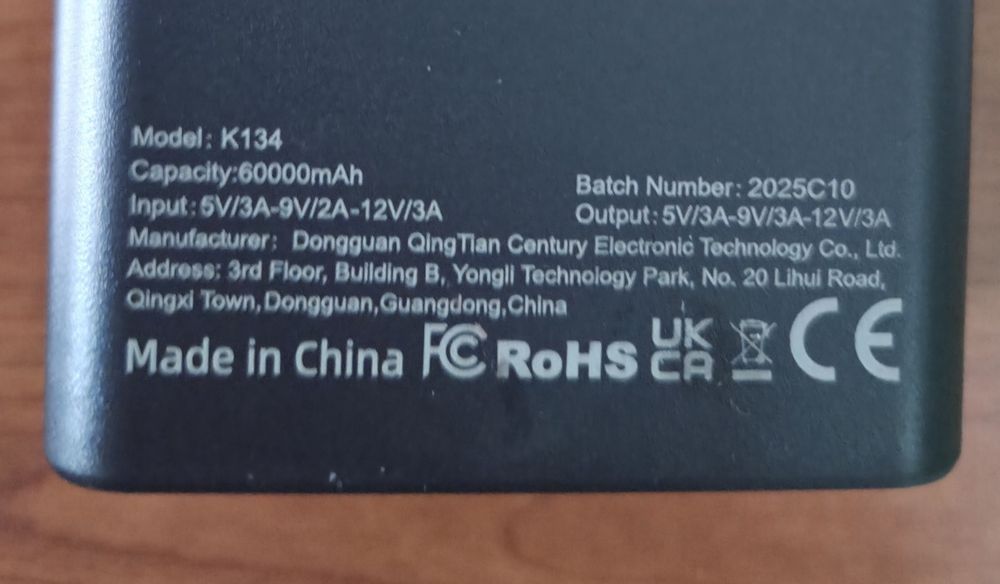 Model: K134
Capacity:60000mAh
Batch Number: 2025C10
Input:5V/3A-9V/2A-12V/3A
Output:5V/3A-9V/3A-12V/3A
Manufacturer: Dongguan QingTian Century Electronic Technology Co., Ltd.
Address: 3rd Floor, Building B, Yongli Technology Park, No. 20 Lihui Road,
Qingxi Town,Dongguan,Guangdong,China
Made in China FC RoHS UK CA CE